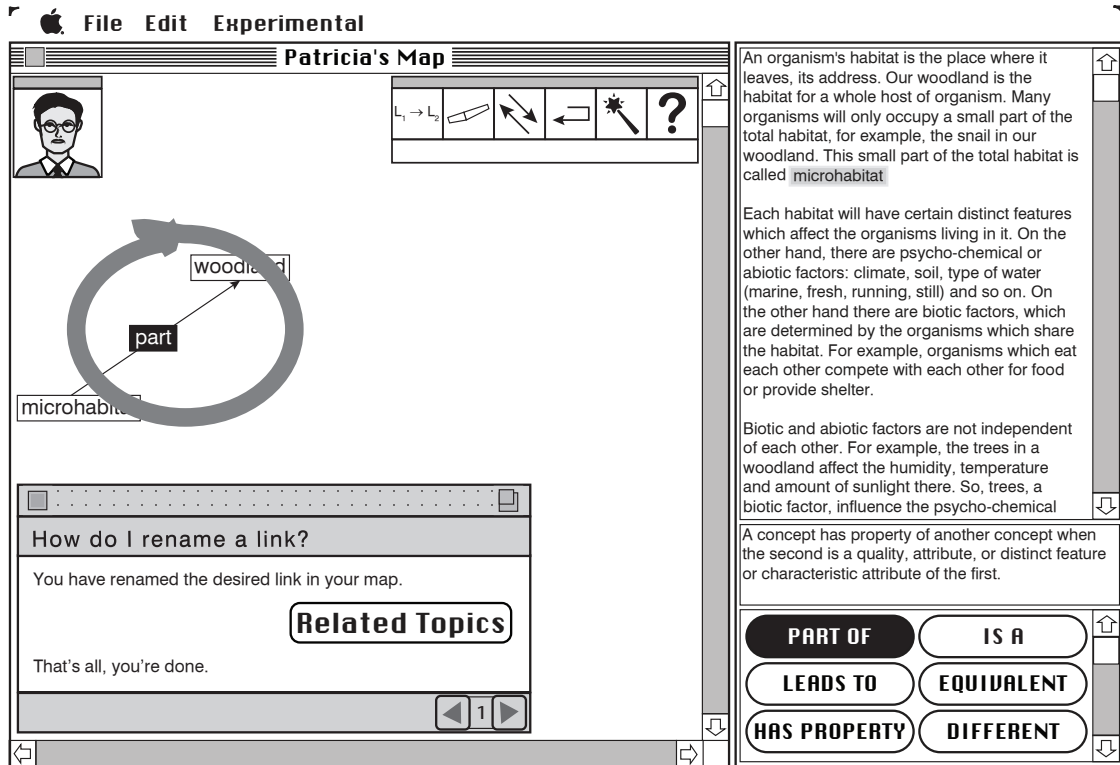 File Edit Experimental
Patricia's Map
L₁ → L₂ ?
woodland
part
microhabitat
How do I rename a link?
You have renamed the desired link in your map.
Related Topics
That's all, you're done.
1
An organism's habitat is the place where it
leaves, its address. Our woodland is the
habitat for a whole host of organism. Many
organisms will only occupy a small part of the
total habitat, for example, the snail in our
woodland. This small part of the total habitat is
called microhabitat
Each habitat will have certain distinct features
which affect the organisms living in it. On the
other hand, there are psycho-chemical or
abiotic factors: climate, soil, type of water
(marine, fresh, running, still) and so on. On
the other hand there are biotic factors, which
are determined by the organisms which share
the habitat. For example, organisms which eat
each other compete with each other for food
or provide shelter.
Biotic and abiotic factors are not independent
of each other. For example, the trees in a
woodland affect the humidity, temperature
and amount of sunlight there. So, trees, a
biotic factor, influence the psycho-chemical
A concept has property of another concept when
the second is a quality, attribute, or distinct feature
or characteristic attribute of the first.
PART OF IS A
LEADS TO EQUIVALENT
HAS PROPERTY DIFFERENT